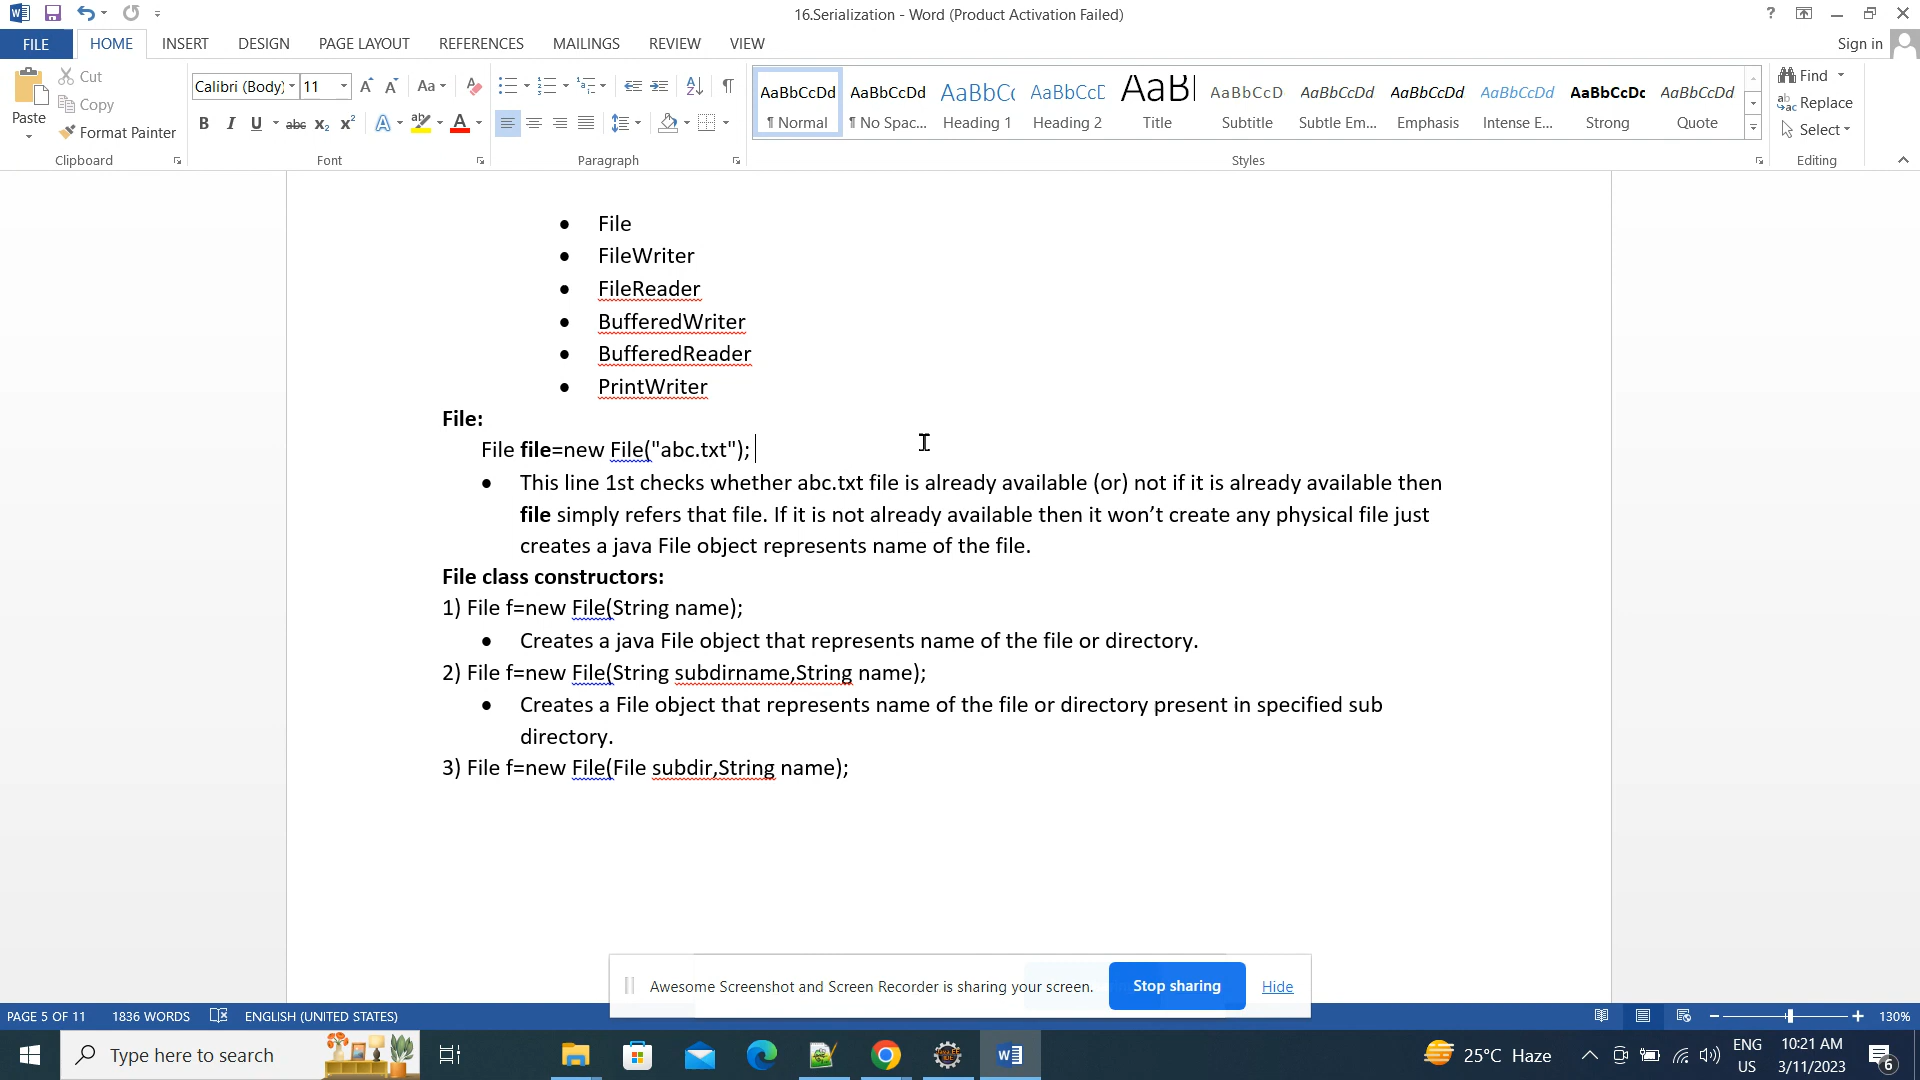 16.Serialization - Word (Product Activation Failed)
FILE HOME INSERT DESIGN PAGE LAYOUT REFERENCES MAILINGS REVIEW VIEW Sign in
Paste
Cut
Copy
Format Painter
Clipboard
Calibri (Body) 11
Font
Paragraph
AaBbCcDd AaBbCcDd AaBbCc AaBbCcC AaBl AaBbCcD AaBbCcDd AaBbCcDd AaBbCcDd AaBbCcDc AaBbCcDd
¶ Normal ¶ No Spac... Heading 1 Heading 2 Title Subtitle Subtle Em... Emphasis Intense E... Strong Quote
Styles
Find
Replace
Select
Editing
• File
• FileWriter
• FileReader
• BufferedWriter
• BufferedReader
• PrintWriter
File:
File file=new File("abc.txt");
• This line 1st checks whether abc.txt file is already available (or) not if it is already available then
file simply refers that file. If it is not already available then it won’t create any physical file just
creates a java File object represents name of the file.
File class constructors:
1) File f=new File(String name);
• Creates a java File object that represents name of the file or directory.
2) File f=new File(String subdirname,String name);
• Creates a File object that represents name of the file or directory present in specified sub
directory.
3) File f=new File(File subdir,String name);
Awesome Screenshot and Screen Recorder is sharing your screen. Stop sharing Hide
PAGE 5 OF 11 1836 WORDS ENGLISH (UNITED STATES) 130%
Type here to search
25°C Haze
ENG
US
10:21 AM
3/11/2023
6